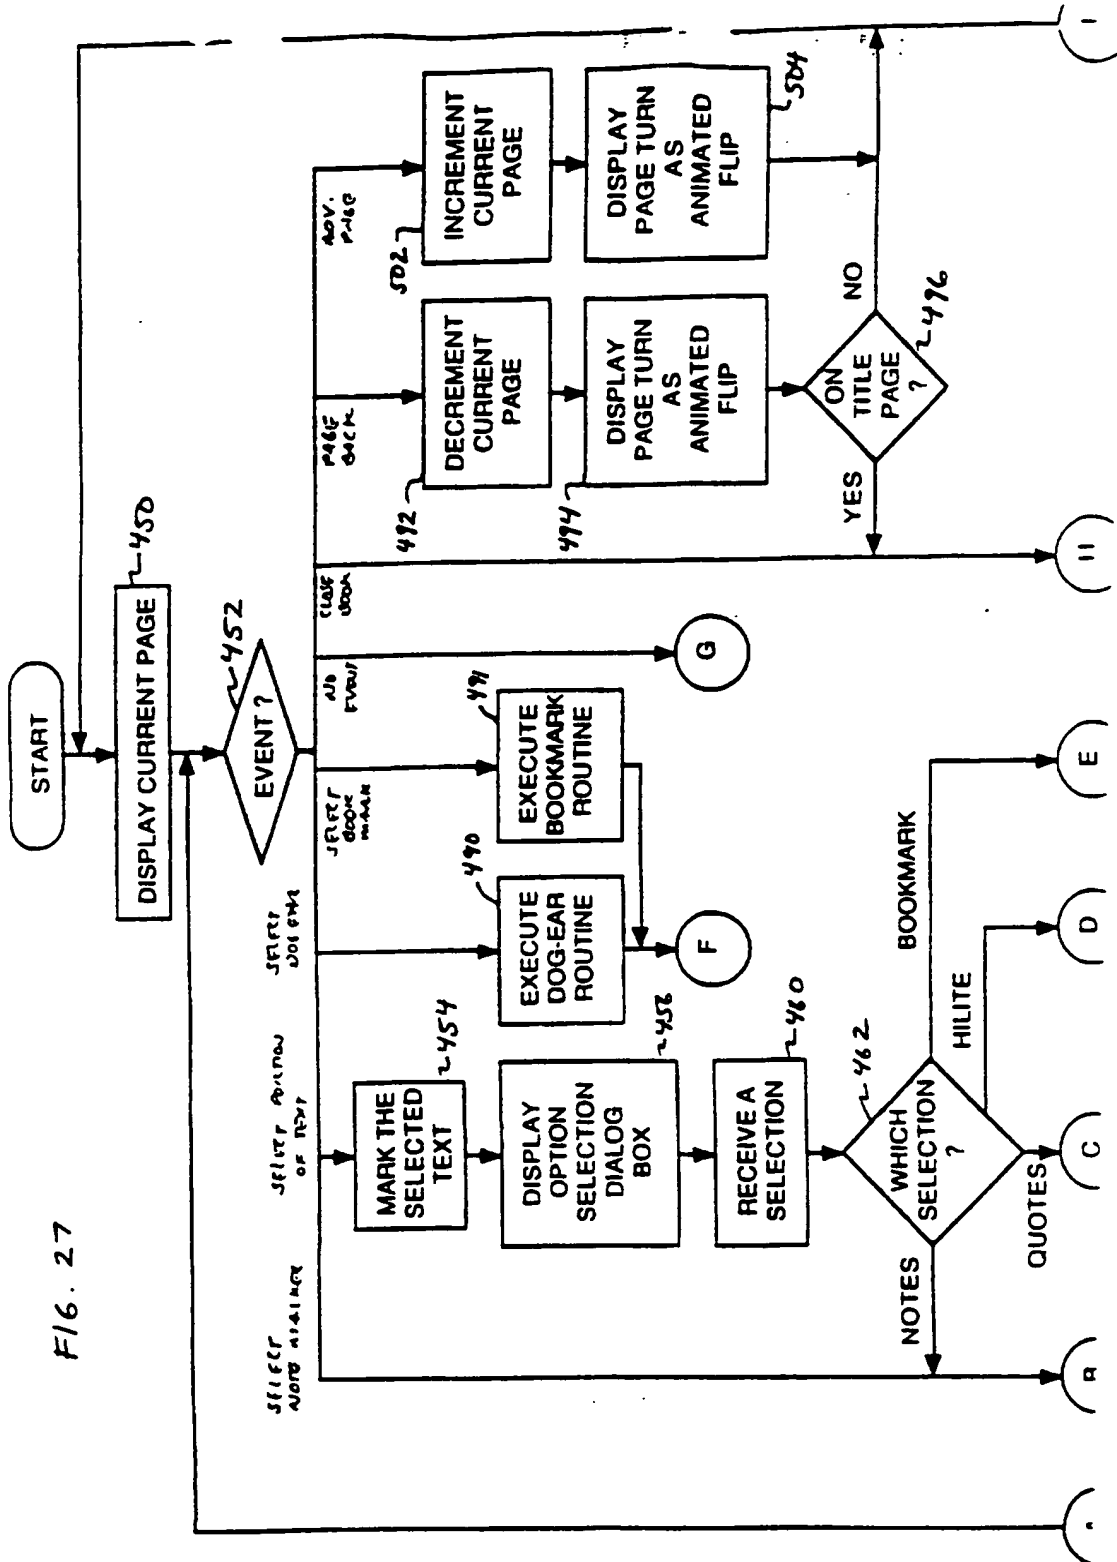 FIG. 27
START
DISPLAY CURRENT PAGE
450
EVENT ?
452
SELECT
NOTE MARKER
SELECT PORTION
OF TEXT
SELECT
DOG EAR
SELECT
BOOK
MARK
NO
EVENT
CLOSE
BOOK
PAGE
BACK
ADV.
PAGE
MARK THE
SELECTED
TEXT
454
DISPLAY
OPTION
SELECTION
DIALOG
BOX
456
RECEIVE A
SELECTION
460
WHICH
SELECTION
?
462
NOTES
QUOTES
HILITE
BOOKMARK
EXECUTE
DOG-EAR
ROUTINE
490
EXECUTE
BOOKMARK
ROUTINE
491
DECREMENT
CURRENT
PAGE
492
DISPLAY
PAGE TURN
AS
ANIMATED
FLIP
494
ON
TITLE
PAGE
?
496
YES
NO
INCREMENT
CURRENT
PAGE
502
DISPLAY
PAGE TURN
AS
ANIMATED
FLIP
504
F
G
C
D
E